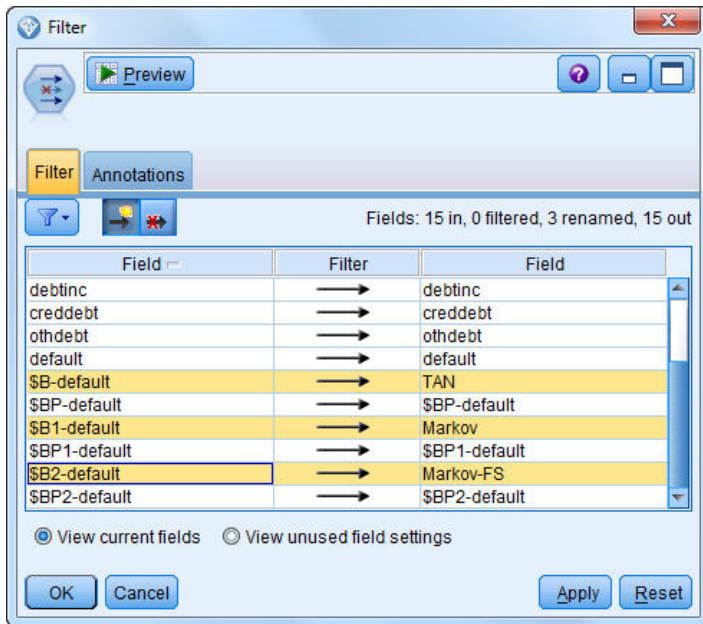 Filter
Preview
Filter Annotations
Fields: 15 in, 0 filtered, 3 renamed, 15 out
Field Filter Field
debtinc debtinc
creddebt creddebt
othdebt othdebt
default default
$B-default TAN
$BP-default $BP-default
$B1-default Markov
$BP1-default $BP1-default
$B2-default Markov-FS
$BP2-default $BP2-default
View current fields View unused field settings
OK Cancel Apply Reset